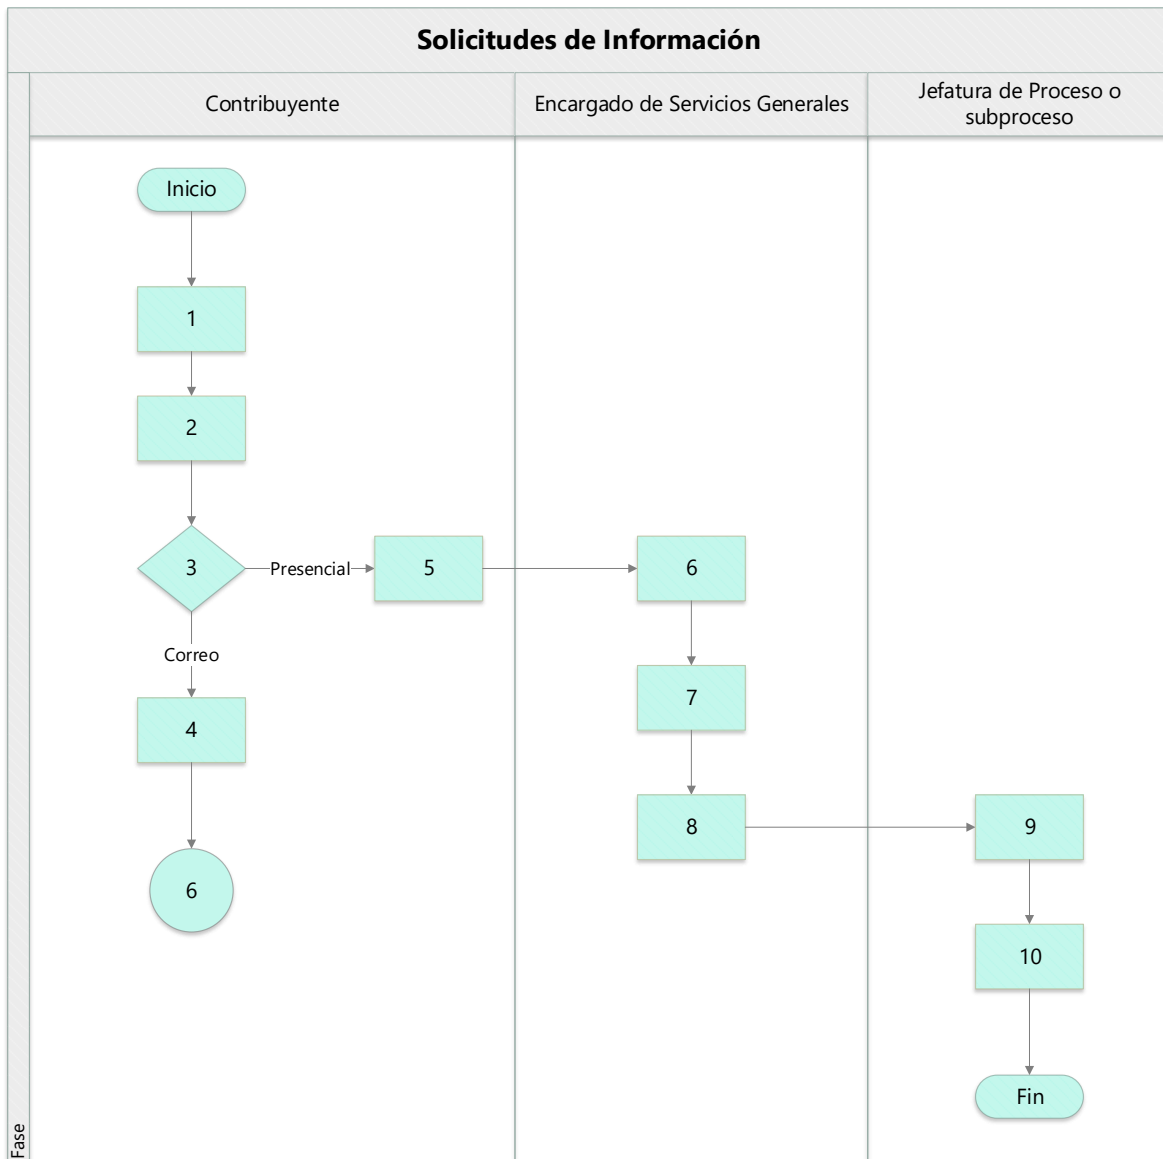 Solicitudes de Información
Contribuyente
Encargado de Servicios Generales
Jefatura de Proceso o
subproceso
Inicio
1
2
3
Presencial
5
6
Correo
7
4
8
9
6
10
Fin
Fase